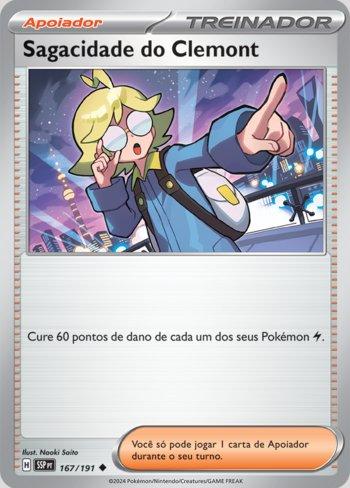 Apoiador
TREINADOR
Sagacidade do Clemont
Cure 60 pontos de dano de cada um dos seus Pokémon ⚡.
Ilust. Naoki Saito
H SSP PT 167/191 ◆
Você só pode jogar 1 carta de Apoiador
durante o seu turno.
©2024 Pokémon/Nintendo/Creatures/GAME FREAK